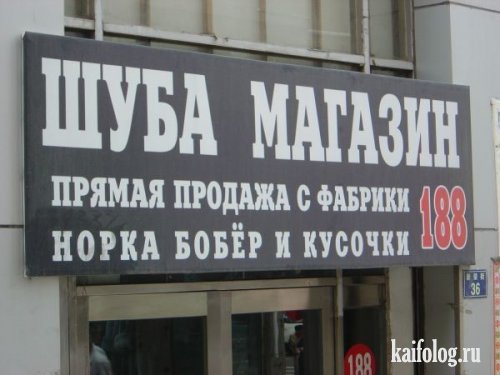 ШУБА МАГАЗИН
ПРЯМАЯ ПРОДАЖА С ФАБРИКИ
НОРКА БОБЁР И КУСОЧКИ
188
36
188
kaifolog.ru